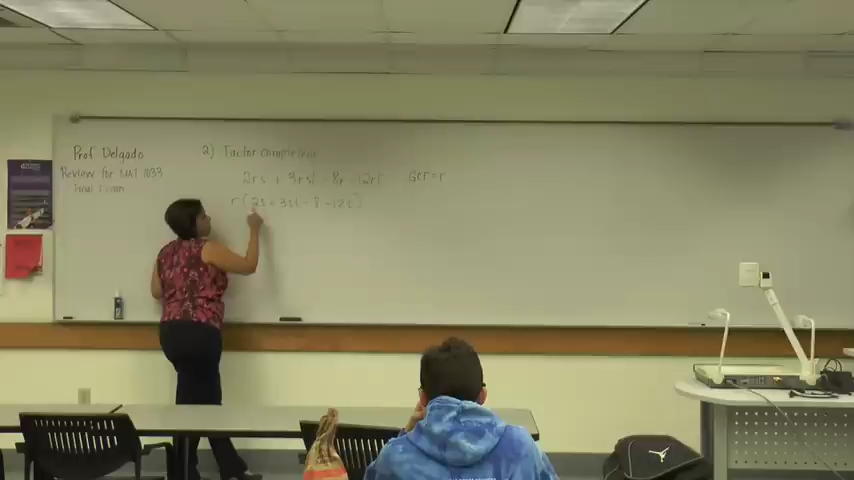 Prof Delgado
Review for MAT 1033
Final Exam
2) Factor completely
2rs + 3rst - 8r - 12rt GCF = r
r(2s + 3st - 8 - 12t)